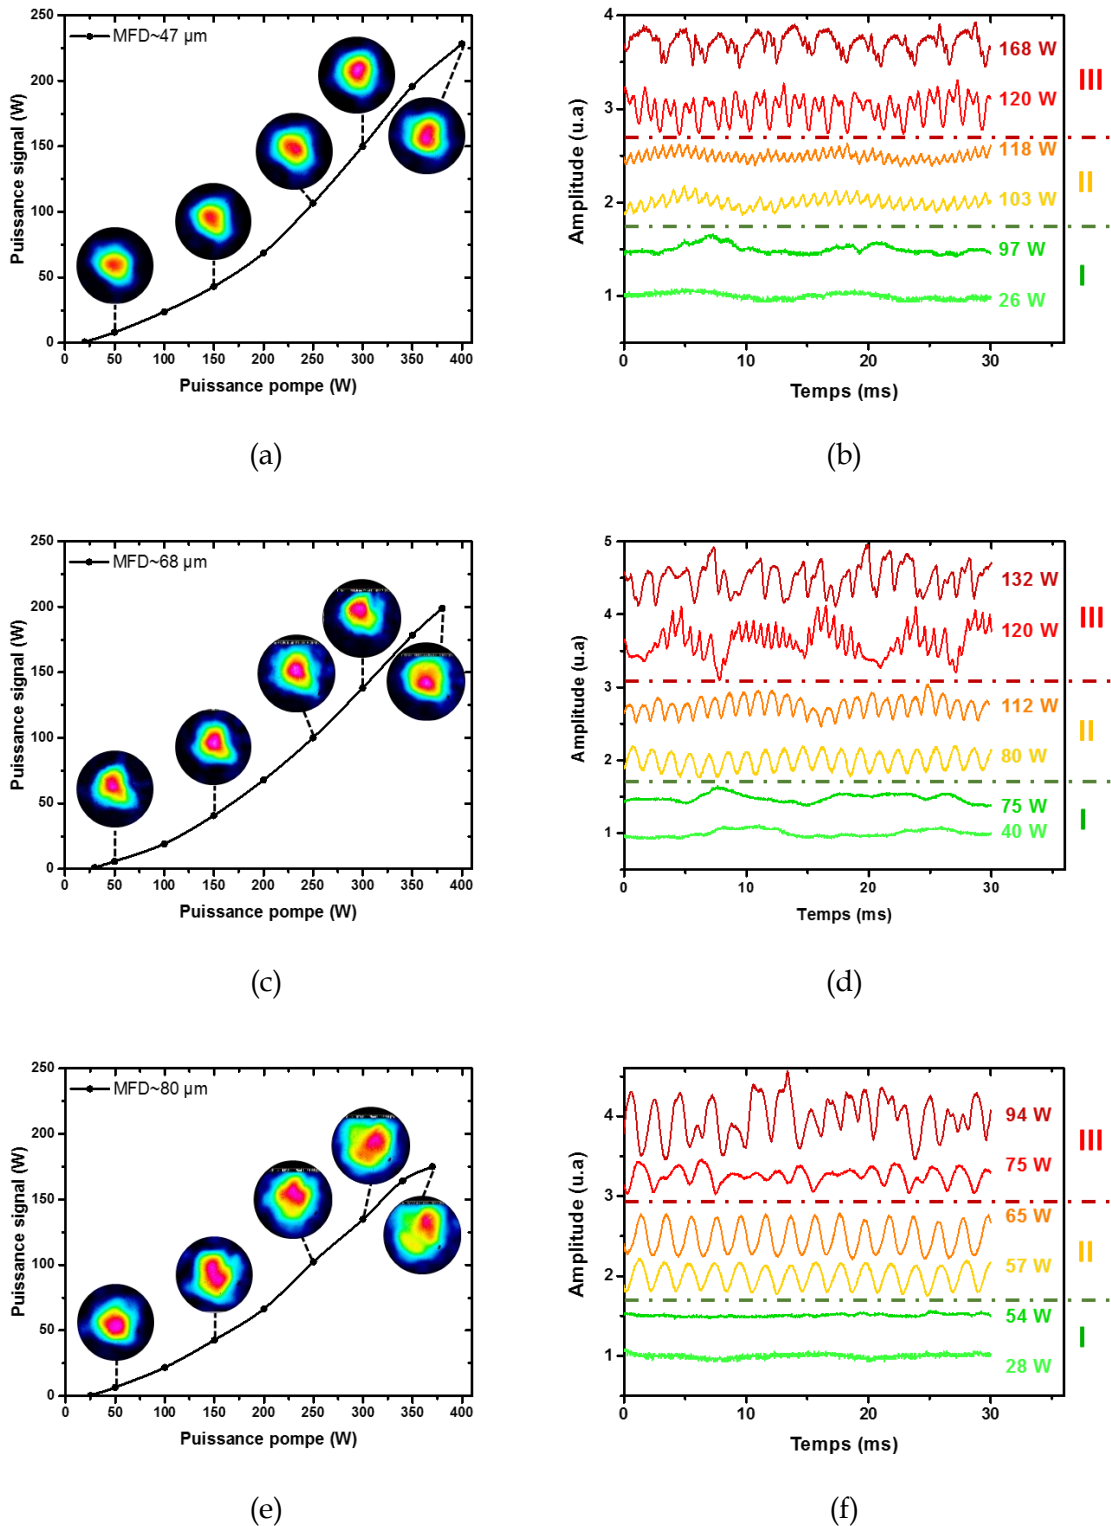 MFD~47 µm
Puissance signal (W)
250
200
150
100
50
0
0 50 100 150 200 250 300 350 400
Puissance pompe (W)
(a)
Amplitude (u.a)
4
3
2
1
168 W
120 W
118 W
103 W
97 W
26 W
III
II
I
0 10 20 30
Temps (ms)
(b)
MFD~68 µm
Puissance signal (W)
250
200
150
100
50
0
0 50 100 150 200 250 300 350 400
Puissance pompe (W)
(c)
Amplitude (u.a)
5
4
3
2
1
132 W
120 W
112 W
80 W
75 W
40 W
III
II
I
0 10 20 30
Temps (ms)
(d)
MFD~80 µm
Puissance signal (W)
250
200
150
100
50
0
0 50 100 150 200 250 300 350 400
Puissance pompe (W)
(e)
Amplitude (u.a)
4
3
2
1
94 W
75 W
65 W
57 W
54 W
28 W
III
II
I
0 10 20 30
Temps (ms)
(f)